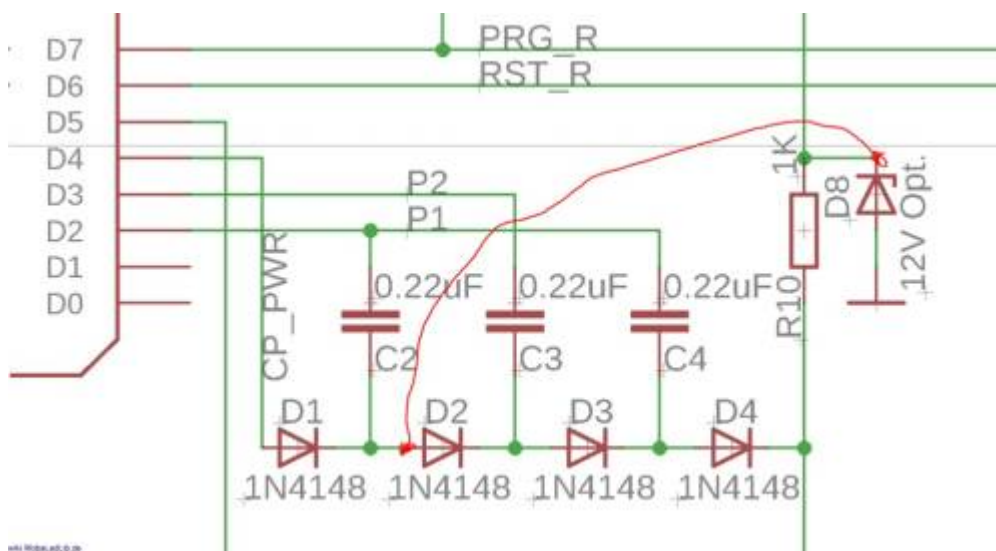 D7
PRG_R
D6
RST_R
D5
D4
1K
D3
P2
D8
12V Opt.
D2
P1
D1
CP_PWR
D0
0.22uF
0.22uF
0.22uF
R10
C2
C3
C4
D1
D2
D3
D4
1N4148
1N4148
1N4148
1N4148